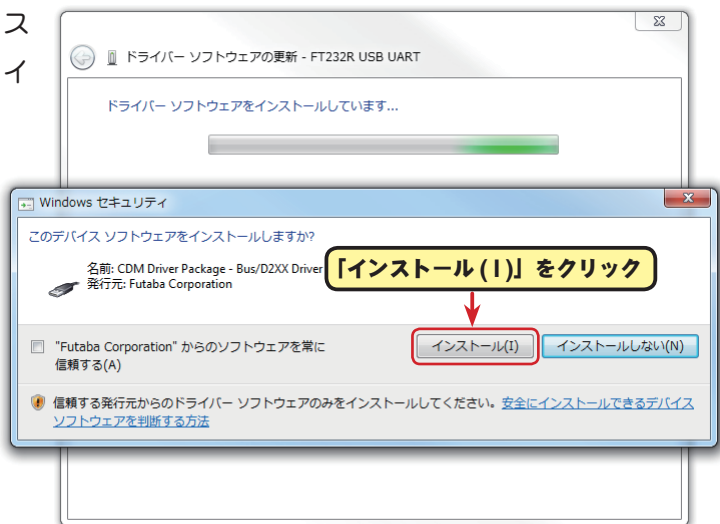 ス
イ
ドライバー ソフトウェアの更新 - FT232R USB UART
ドライバー ソフトウェアをインストールしています...
Windows セキュリティ
このデバイス ソフトウェアをインストールしますか?
名前: CDM Driver Package - Bus/D2XX Driver
発行元: Futaba Corporation
「インストール(I)」をクリック
"Futaba Corporation" からのソフトウェアを常に
信頼する(A)
インストール(I)
インストールしない(N)
信頼する発行元からのドライバー ソフトウェアのみをインストールしてください。安全にインストールできるデバイス
ソフトウェアを判断する方法